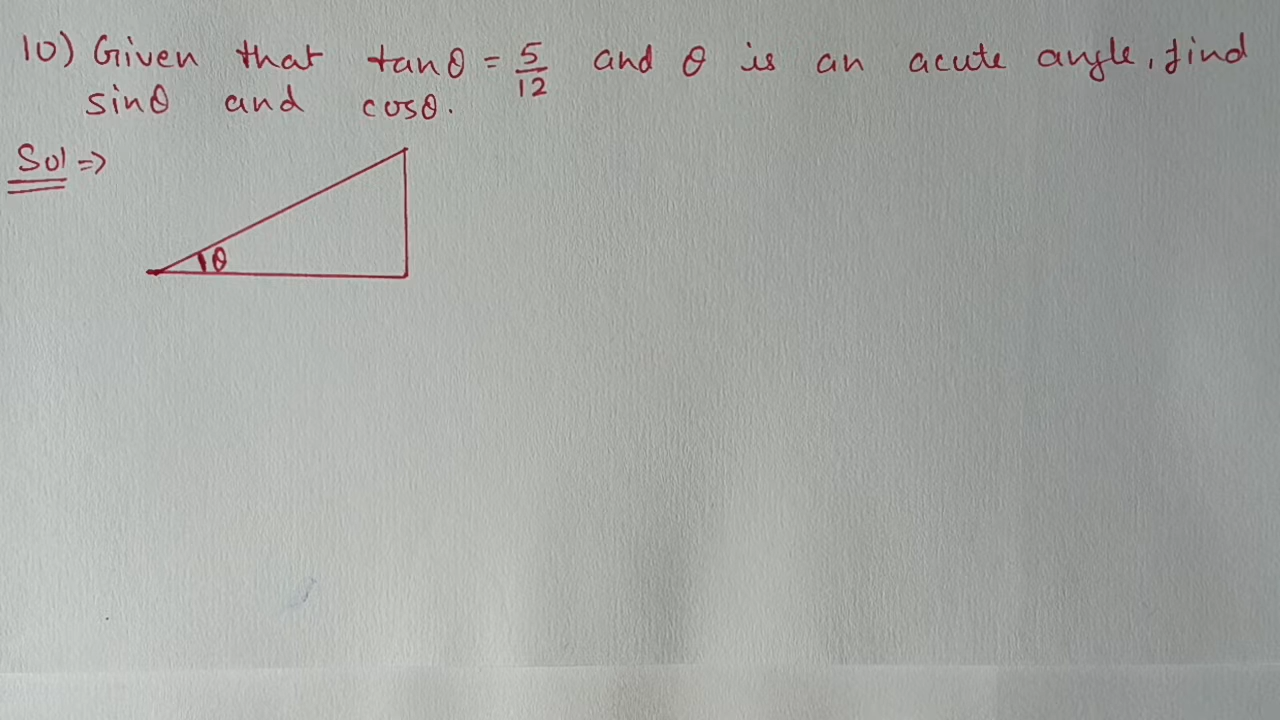 10) Given that tanθ = 5/12 and θ is an acute angle, find
sinθ and cosθ.
Sol =>
θ